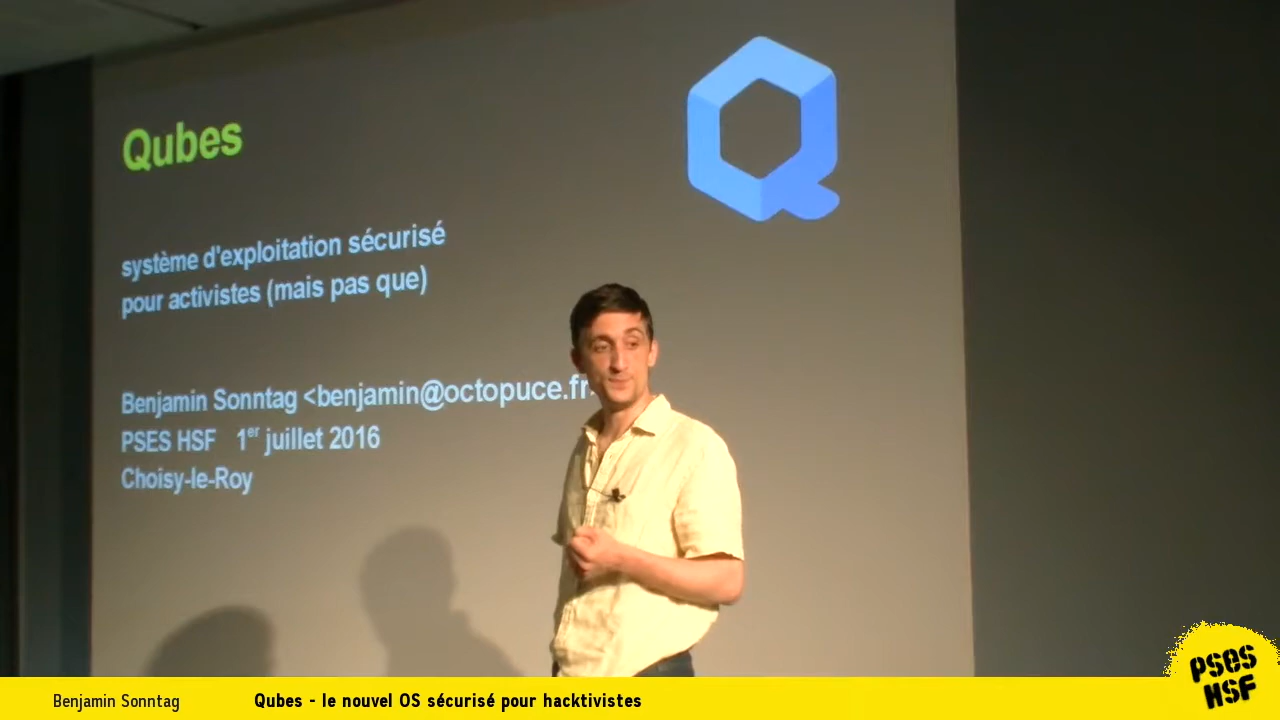 Qubes
système d'exploitation sécurisé
pour activistes (mais pas que)
Benjamin Sonntag <benjamin@octopuce.fr
PSES HSF 1er juillet 2016
Choisy-le-Roy
PSES
HSF
Benjamin Sonntag Qubes - le nouvel OS sécurisé pour hacktivistes